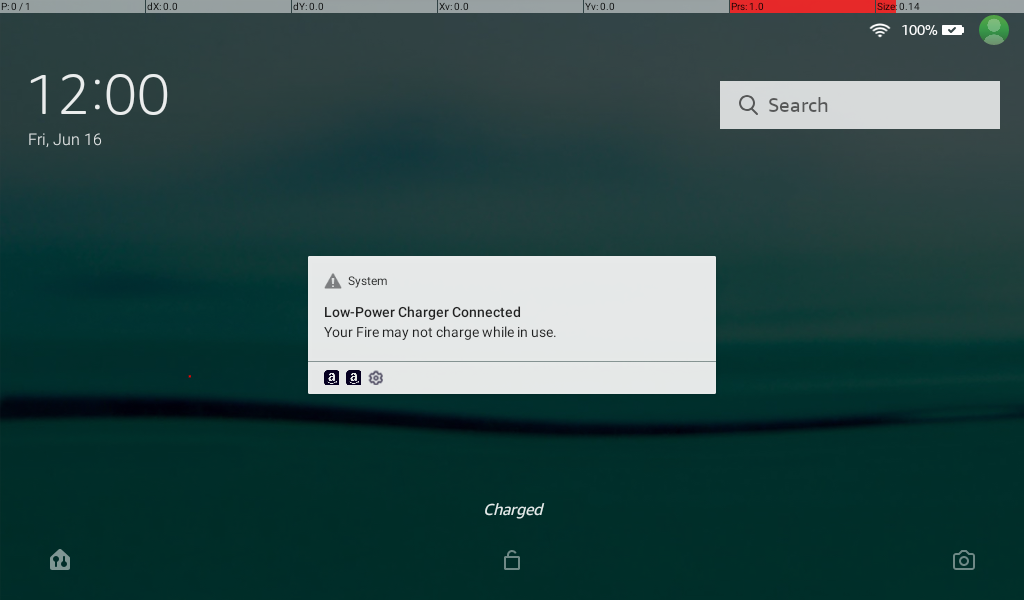 P: 0 / 1
dX: 0.0
dY: 0.0
Xv: 0.0
Yv: 0.0
Prs: 1.0
Size: 0.14
100%
12:00
Fri, Jun 16
Search
System
Low-Power Charger Connected
Your Fire may not charge while in use.
a a
Charged